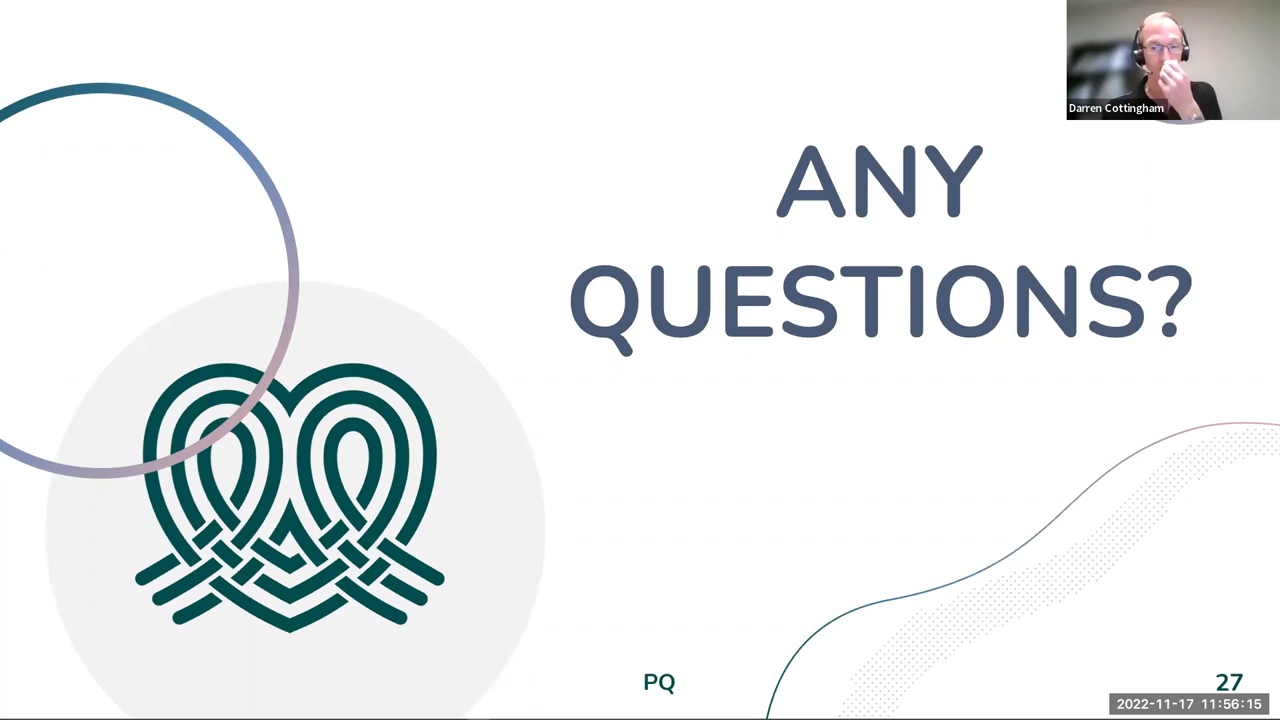 Darren Cottingham
ANY
QUESTIONS?
PQ
27
2022-11-17 11:56:15